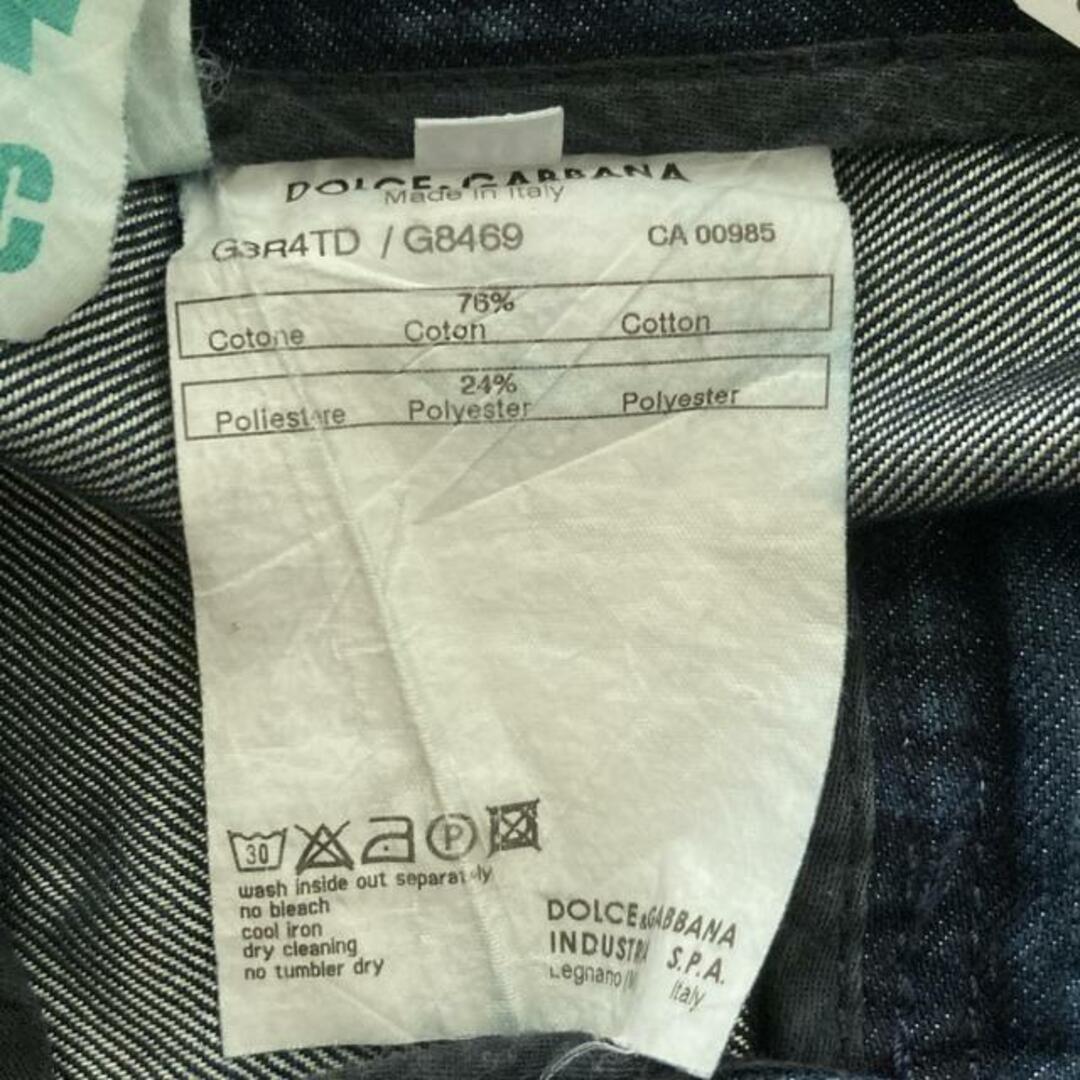 DOLCE & GABBANA
Made in Italy
G3R4TD / G8469 CA 00985
76%
Cotone Coton Cotton
24%
Poliestere Polyester Polyester
30 P
wash inside out separately
no bleach
cool iron
dry cleaning
no tumbler dry
DOLCE&GABBANA
INDUSTRIA S.P.A.
Legnano Italy
C